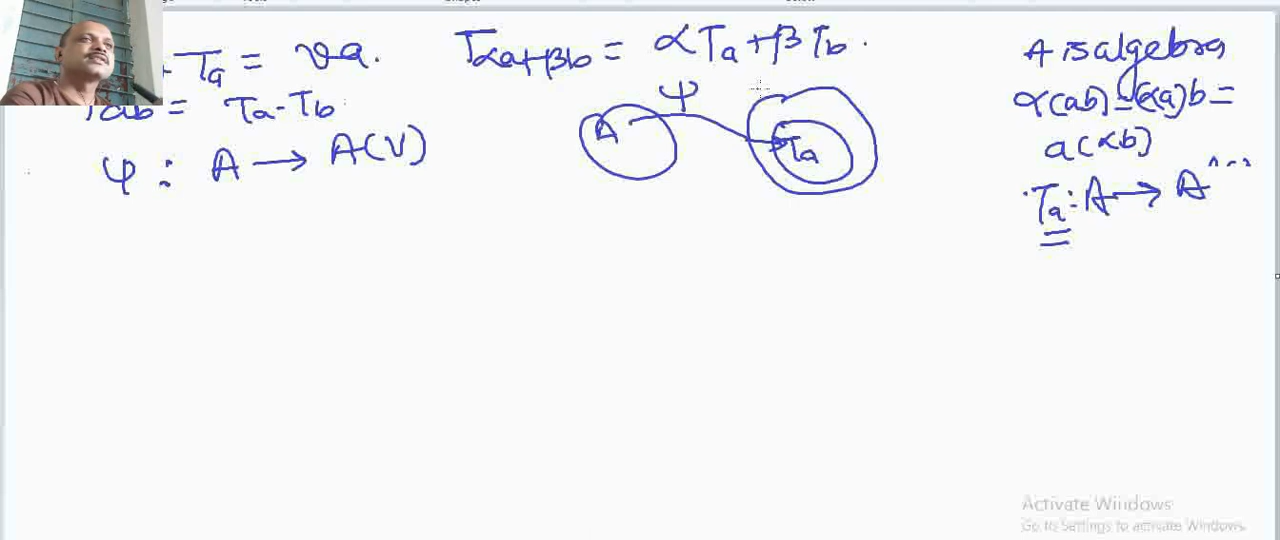 Ta = va.
Tαa+βb = αTa + βTb.
Tab = Ta·Tb
ψ : A → A(V)
ψ
A
Ta
A is algebra
α(ab) = (αa)b =
a(αb)
Ta : A → A
Activate Windows
Go to Settings to activate Windows.